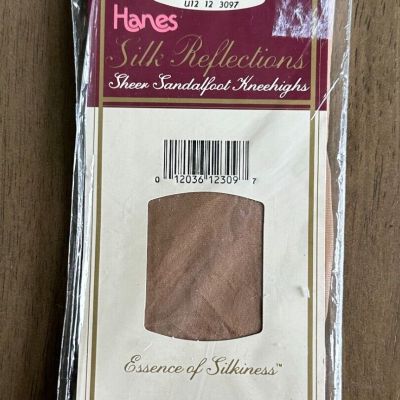 U12 12 3097
Hanes
Silk Reflections
Sheer Sandalfoot Kneehighs
0 12036 12309 7
Essence of Silkiness™